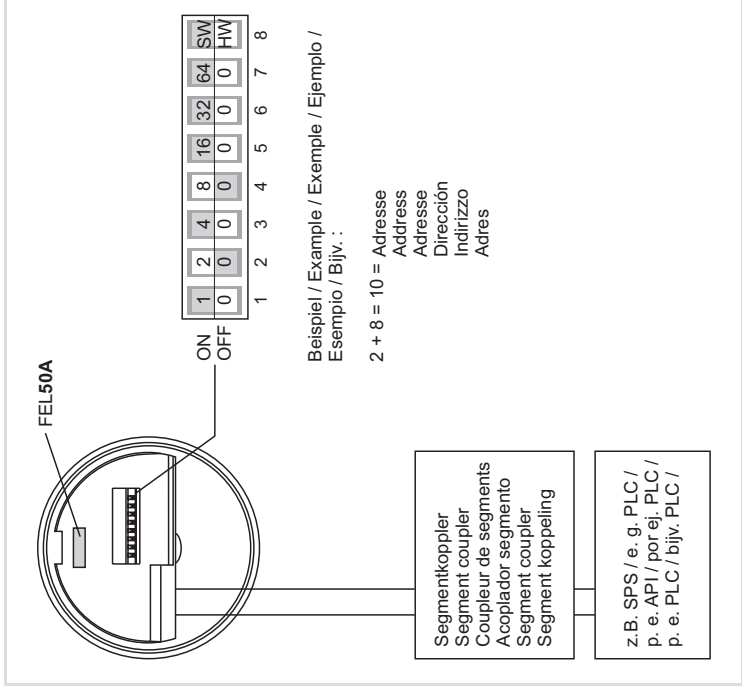 FEL50A
ON
OFF
1 2 4 8 16 32 64 SW
0 0 0 0 0 0 0 HW
1 2 3 4 5 6 7 8
Beispiel / Example / Exemple / Ejemplo /
Esempio / Bijv. :
2 + 8 = 10 = Adresse
Address
Adresse
Dirección
Indirizzo
Adres
Segmentkoppler
Segment coupler
Coupleur de segments
Acoplador segmento
Segment coupler
Segment koppeling
z.B. SPS / e. g. PLC /
p. e. API / por ej. PLC /
p. e. PLC / bijv. PLC /